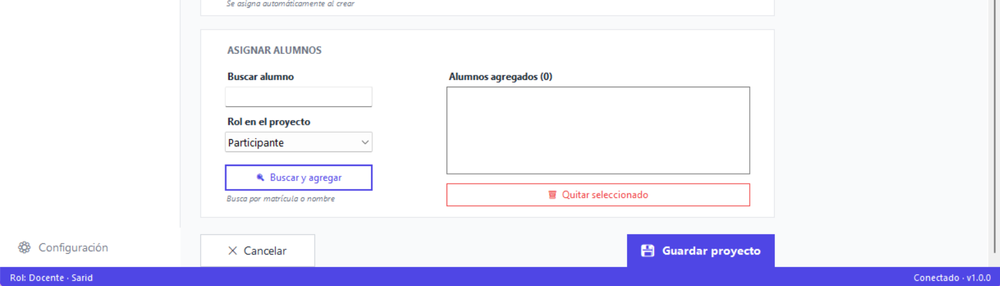 Se asigna automáticamente al crear
ASIGNAR ALUMNOS
Buscar alumno
Rol en el proyecto
Participante
Buscar y agregar
Busca por matrícula o nombre
Alumnos agregados (0)
Quitar seleccionado
Configuración
Cancelar
Guardar proyecto
Rol: Docente · Sarid
Conectado · v1.0.0